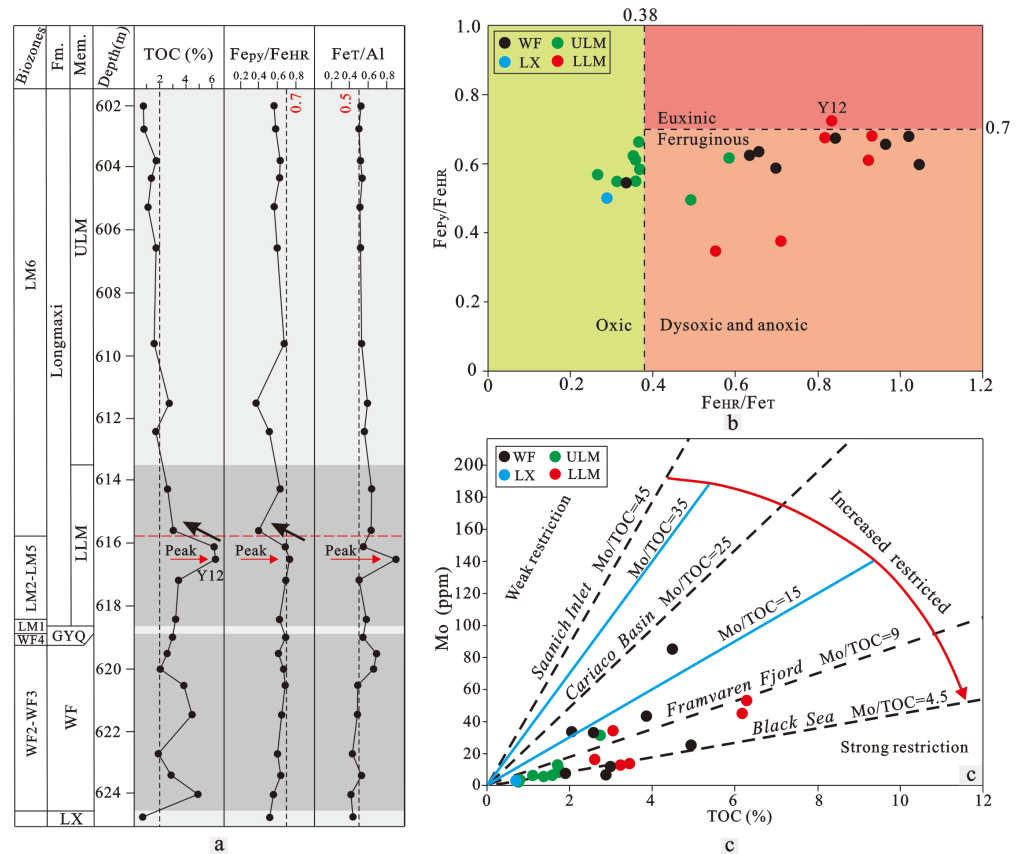 Biozones
Fm.
Mem.
Depth(m)
TOC (%)
FePy/FeHR
FeT/Al
2 4 6
0.2 0.4 0.6 0.8
0.2 0.4 0.6 0.8
0.7
0.5
602
604
606
608
610
612
614
616
618
620
622
624
LM6
LM2-LM5
LM1
WF4
WF2-WF3
Longmaxi
GYQ
WF
ULM
LLM
LX
Peak
Y12
Peak
Peak
a
0.38
1.0
0.8
0.6
0.4
0.2
0
WF ULM
LX LLM
Y12
Euxinic
Ferruginous
0.7
Oxic
Dysoxic and anoxic
FePy/FeHR
0 0.2 0.4 0.6 0.8 1.0 1.2
FeHR/FeT
b
200
180
160
140
120
100
80
60
40
20
0
WF ULM
LX LLM
Mo (ppm)
Weak restriction
Saanich Inlet Mo/TOC=45
Mo/TOC=35
Cariaco Basin Mo/TOC=25
Mo/TOC=15
Framvaren Fjord Mo/TOC=9
Black Sea Mo/TOC=4.5
Increased restricted
Strong restriction
c
0 2 4 6 8 10 12
TOC (%)
c